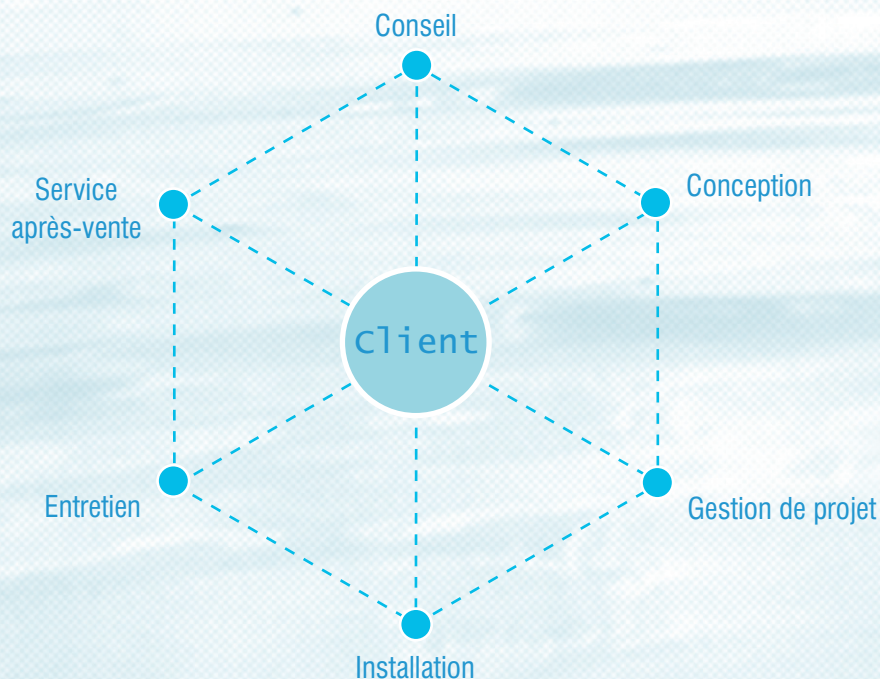 Conseil
Service
après-vente
Conception
Client
Entretien
Gestion de projet
Installation